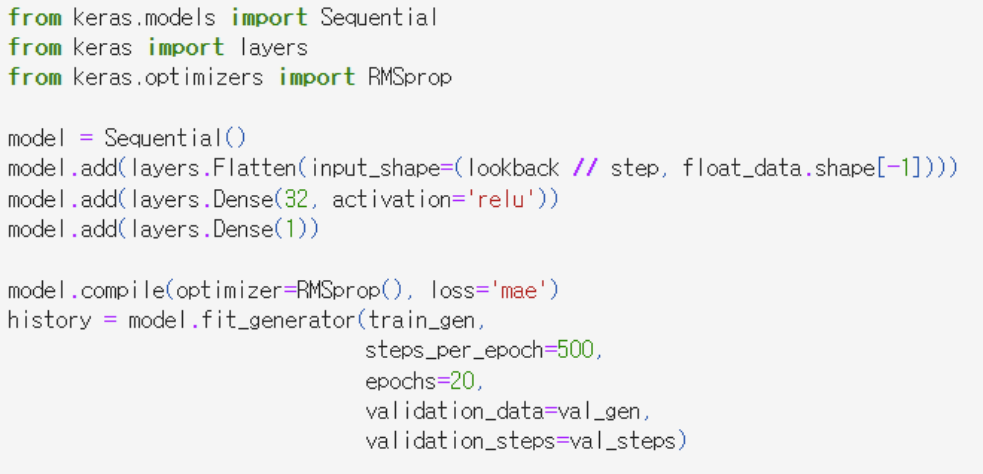 from keras.models import Sequential
from keras import layers
from keras.optimizers import RMSprop
model = Sequential()
model.add(layers.Flatten(input_shape=(lookback // step, float_data.shape[-1])))
model.add(layers.Dense(32, activation='relu'))
model.add(layers.Dense(1))
model.compile(optimizer=RMSprop(), loss='mae')
history = model.fit_generator(train_gen,
steps_per_epoch=500,
epochs=20,
validation_data=val_gen,
validation_steps=val_steps)